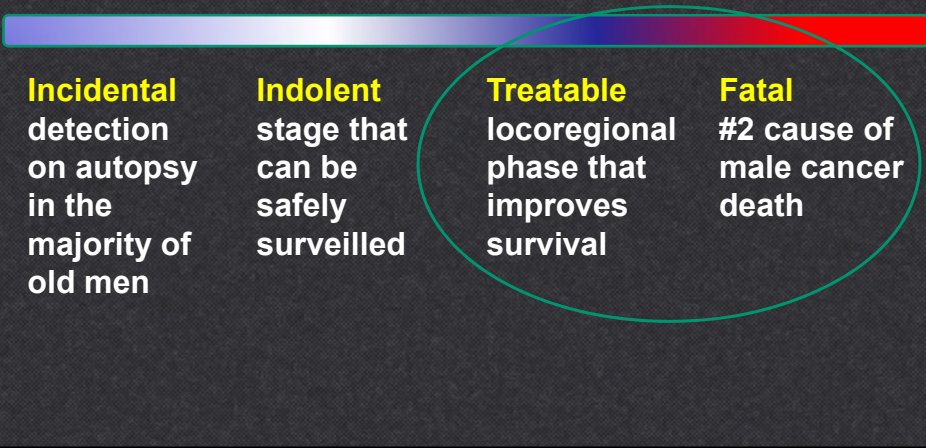 Incidental
detection
on autopsy
in the
majority of
old men
Indolent
stage that
can be
safely
surveilled
Treatable
locoregional
phase that
improves
survival
Fatal
#2 cause of
male cancer
death